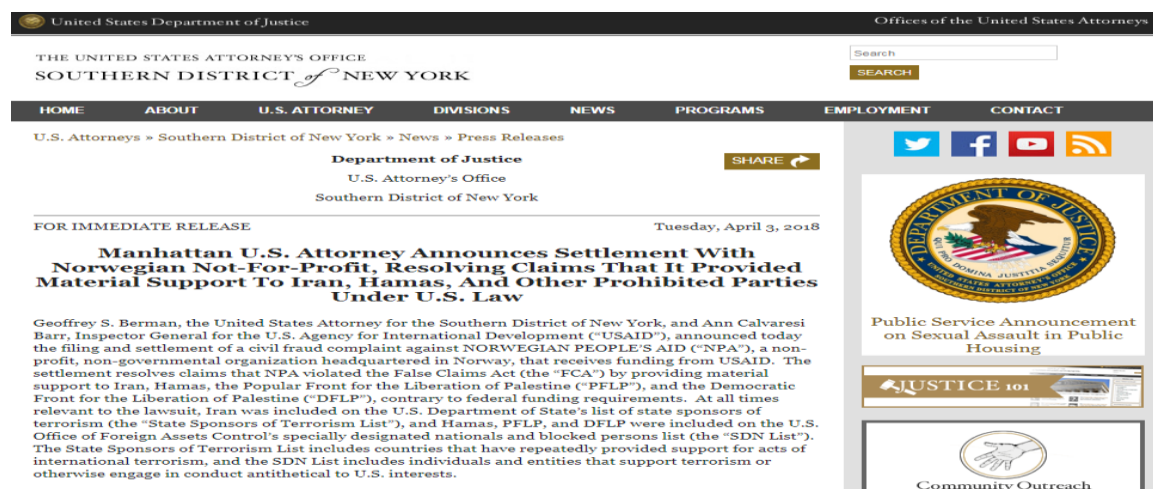 United States Department of Justice
Offices of the United States Attorneys
THE UNITED STATES ATTORNEY'S OFFICE
SOUTHERN DISTRICT of NEW YORK
Search
SEARCH
HOME ABOUT U.S. ATTORNEY DIVISIONS NEWS PROGRAMS EMPLOYMENT CONTACT
U.S. Attorneys » Southern District of New York » News » Press Releases
Department of Justice
SHARE
U.S. Attorney's Office
Southern District of New York
FOR IMMEDIATE RELEASE
Tuesday, April 3, 2018
Manhattan U.S. Attorney Announces Settlement With
Norwegian Not-For-Profit, Resolving Claims That It Provided
Material Support To Iran, Hamas, And Other Prohibited Parties
Under U.S. Law
Geoffrey S. Berman, the United States Attorney for the Southern District of New York, and Ann Calvaresi
Barr, Inspector General for the U.S. Agency for International Development ("USAID"), announced today
the filing and settlement of a civil fraud complaint against NORWEGIAN PEOPLE'S AID ("NPA"), a non-
profit, non-governmental organization headquartered in Norway, that receives funding from USAID. The
settlement resolves claims that NPA violated the False Claims Act (the "FCA") by providing material
support to Iran, Hamas, the Popular Front for the Liberation of Palestine ("PFLP"), and the Democratic
Front for the Liberation of Palestine ("DFLP"), contrary to federal funding requirements. At all times
relevant to the lawsuit, Iran was included on the U.S. Department of State's list of state sponsors of
terrorism (the "State Sponsors of Terrorism List"), and Hamas, PFLP, and DFLP were included on the U.S.
Office of Foreign Assets Control's specially designated nationals and blocked persons list (the "SDN List").
The State Sponsors of Terrorism List includes countries that have repeatedly provided support for acts of
international terrorism, and the SDN List includes individuals and entities that support terrorism or
otherwise engage in conduct antithetical to U.S. interests.
DEPARTMENT OF JUSTICE
QUI PRO DOMINA JUSTITIA SEQUITUR
Public Service Announcement
on Sexual Assault in Public
Housing
JUSTICE 101
Community Outreach